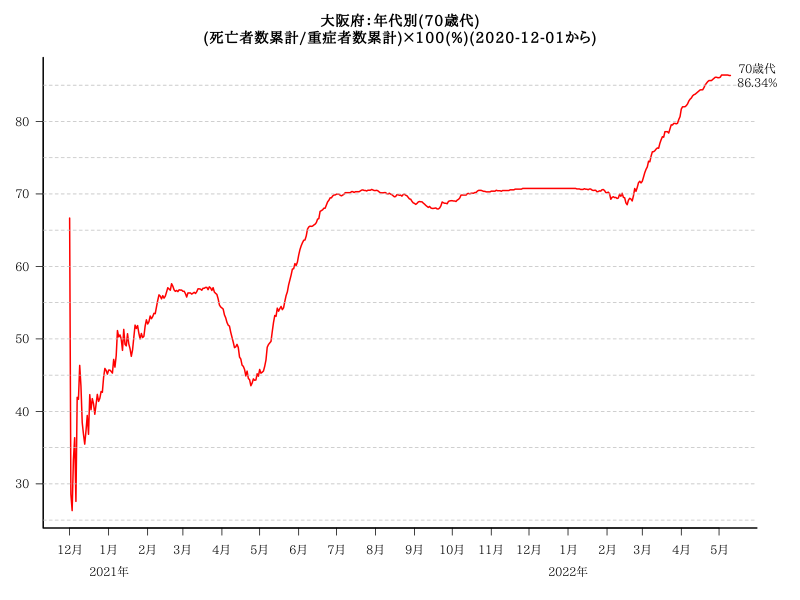 大阪府：年代別(70歳代)
(死亡者数累計/重症者数累計)×100(%)(2020-12-01から)
70歳代
86.34%
80
70
60
50
40
30
12月 1月 2月 3月 4月 5月 6月 7月 8月 9月 10月 11月 12月 1月 2月 3月 4月 5月
2021年 2022年